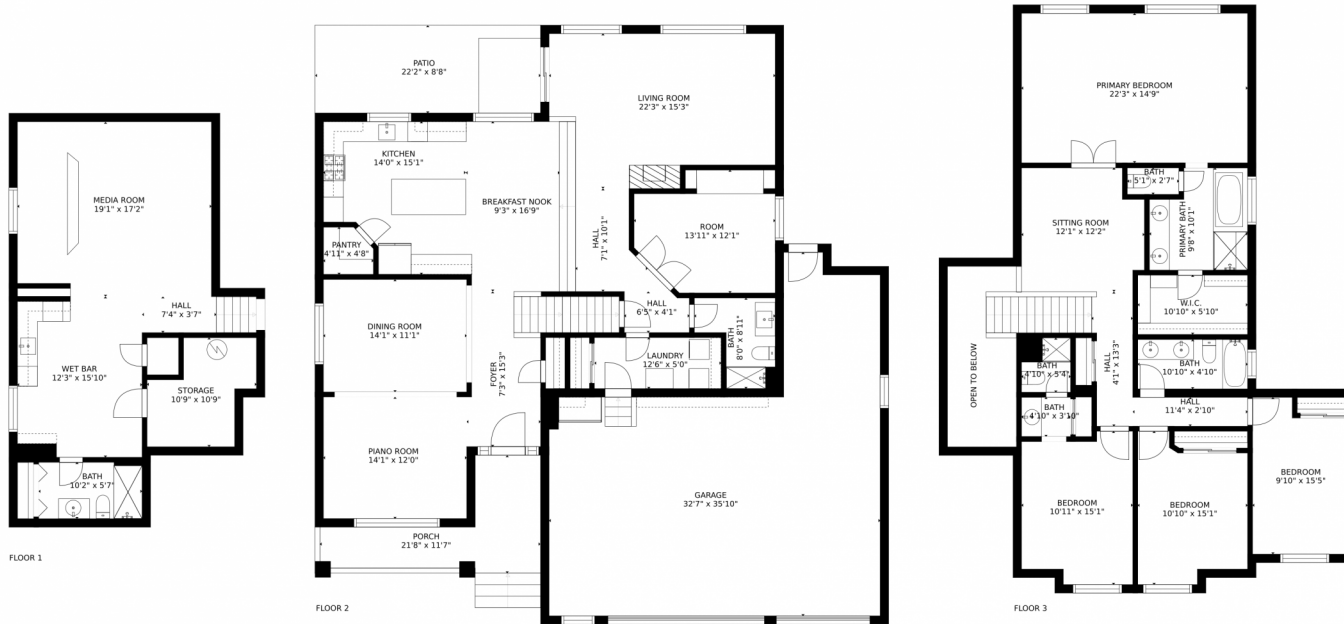 MEDIA ROOM
19'1" x 17'2"
HALL
7'4" x 3'7"
WET BAR
12'3" x 15'10"
STORAGE
10'9" x 10'9"
BATH
10'2" x 5'7"
FLOOR 1
PATIO
22'2" x 8'8"
LIVING ROOM
22'3" x 15'3"
KITCHEN
14'0" x 15'1"
BREAKFAST NOOK
9'3" x 16'9"
PANTRY
4'11" x 4'8"
HALL
7'1" x 10'1"
ROOM
13'11" x 12'1"
DINING ROOM
14'1" x 11'1"
HALL
6'5" x 4'1"
BATH
8'0" x 8'11"
LAUNDRY
12'6" x 5'0"
FOYER
7'3" x 15'3"
PIANO ROOM
14'1" x 12'0"
GARAGE
32'7" x 35'10"
PORCH
21'8" x 11'7"
FLOOR 2
PRIMARY BEDROOM
22'3" x 14'9"
BATH
5'1" x 2'7"
SITTING ROOM
12'1" x 12'2"
PRIMARY BATH
9'8" x 10'1"
W.I.C.
10'10" x 5'10"
OPEN TO BELOW
HALL
4'1" x 13'3"
BATH
10'10" x 4'10"
BATH
4'10" x 5'4"
BATH
4'10" x 3'10"
HALL
11'4" x 2'10"
BEDROOM
9'10" x 15'5"
BEDROOM
10'11" x 15'1"
BEDROOM
10'10" x 15'1"
FLOOR 3